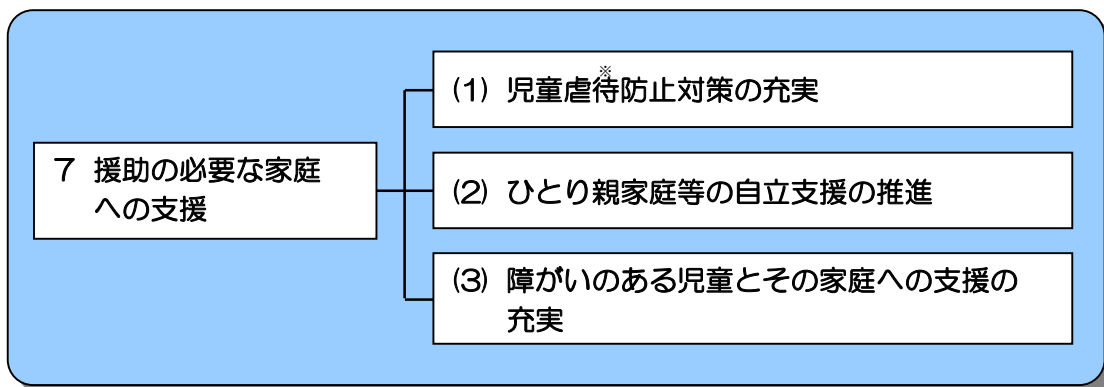 7 援助の必要な家庭
への支援
※
(1) 児童虐待防止対策の充実
(2) ひとり親家庭等の自立支援の推進
(3) 障がいのある児童とその家庭への支援の
充実